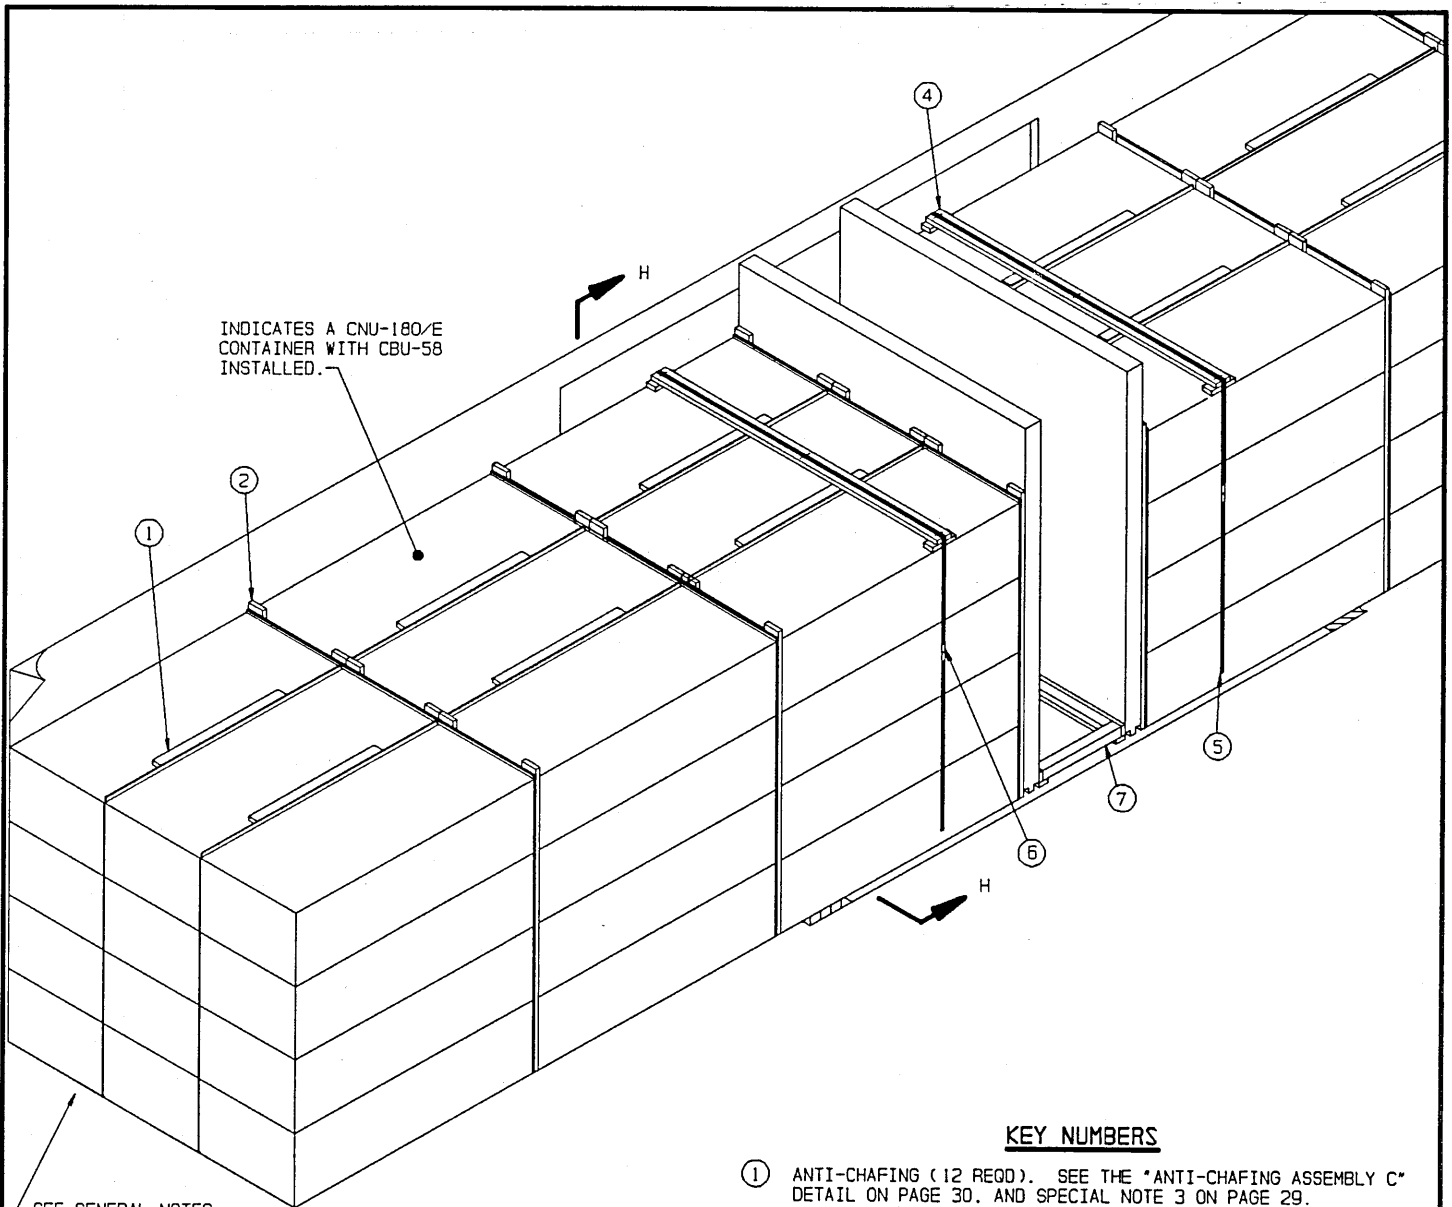 4
H
INDICATES A CNU-180/E
CONTAINER WITH CBU-58
INSTALLED.
2
1
5
7
6
H
KEY NUMBERS
1 ANTI-CHAFING (12 REQD). SEE THE "ANTI-CHAFING ASSEMBLY C"
DETAIL ON PAGE 30. AND SPECIAL NOTE 3 ON PAGE 29.
SEE GENERAL NOTES